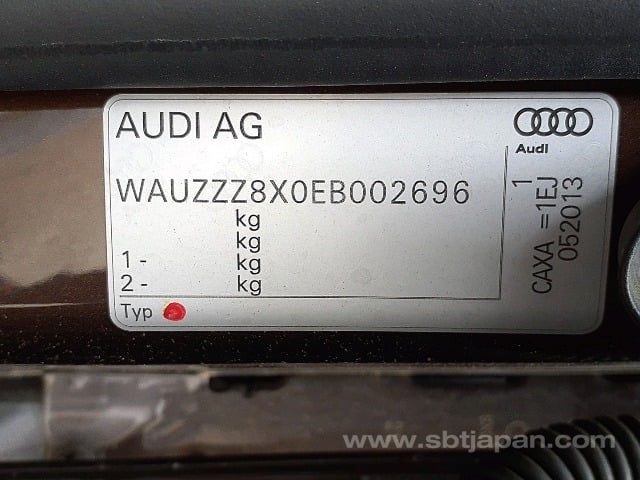 AUDI AG
Audi
WAUZZZ8X0EB002696
kg
kg
1 - kg
2 - kg
Typ
1
CAXA =1EJ
052013
www.sbtjapan.com